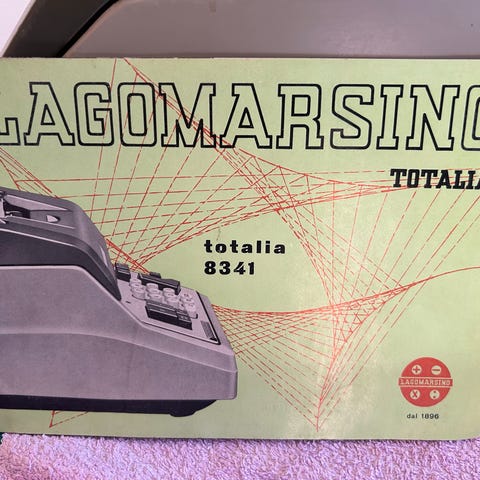 LAGOMARSINO
TOTALIA
totalia
8341
LAGOMARSINO
dal 1896